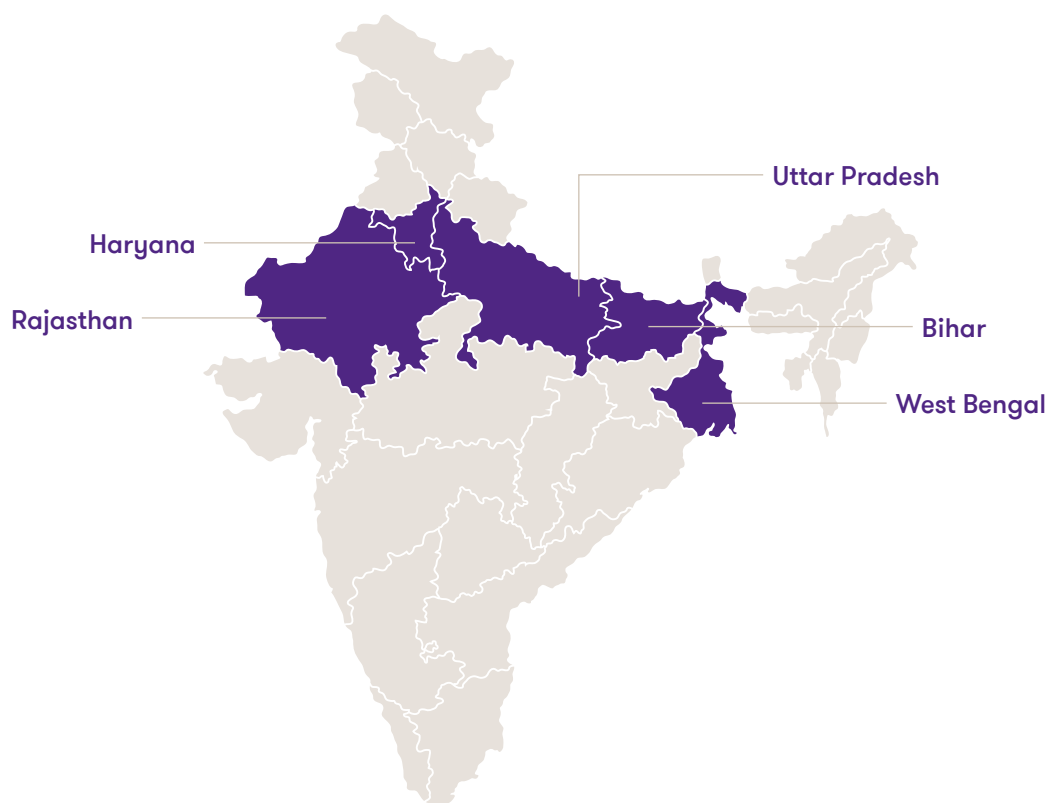 Uttar Pradesh
Haryana
Rajasthan
Bihar
West Bengal